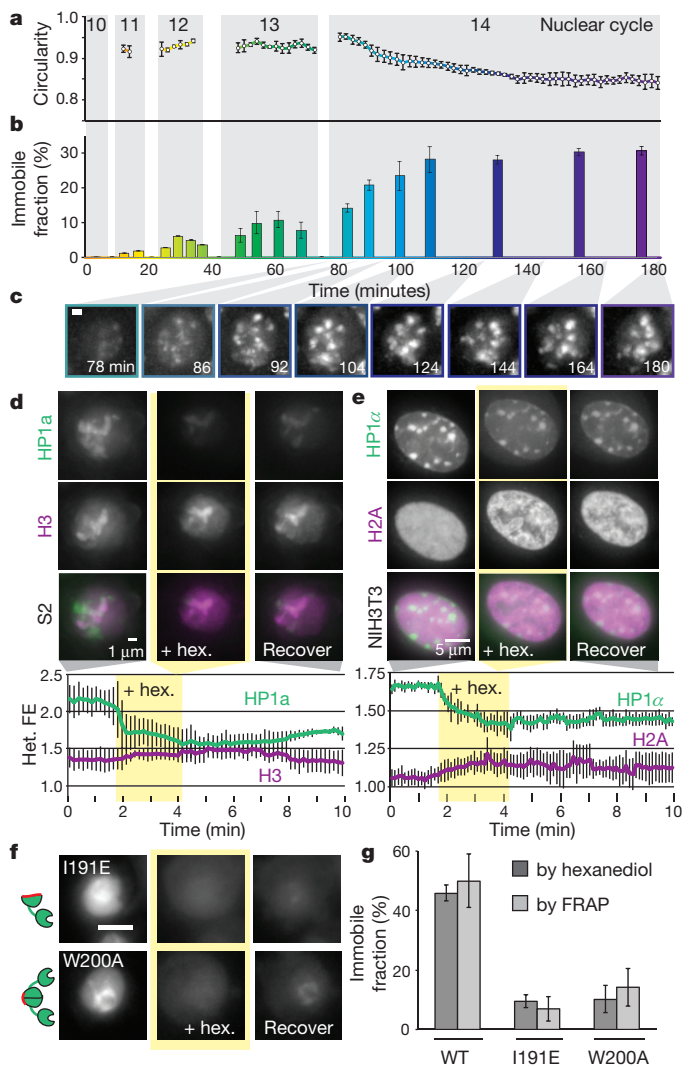 a
10 11 12 13 14 Nuclear cycle
Circularity
1.0
0.9
0.8
b
Immobile
fraction (%)
30
20
10
0
0 20 40 60 80 100 120 140 160 180
Time (minutes)
c
78 min 86 92 104 124 144 164 180
d
HP1a
H3
S2
1 μm
+ hex.
Recover
Het. FE
2.5
2.0
1.5
1.0
+ hex.
HP1a
H3
0 2 4 6 8 10
Time (min)
e
HP1α
H2A
NIH3T3
5 μm
+ hex.
Recover
1.75
1.50
1.25
1.00
+ hex.
HP1α
H2A
0 2 4 6 8 10
Time (min)
f
I191E
W200A
+ hex.
Recover
g
Immobile
fraction (%)
60
40
20
0
by hexanediol
by FRAP
WT I191E W200A